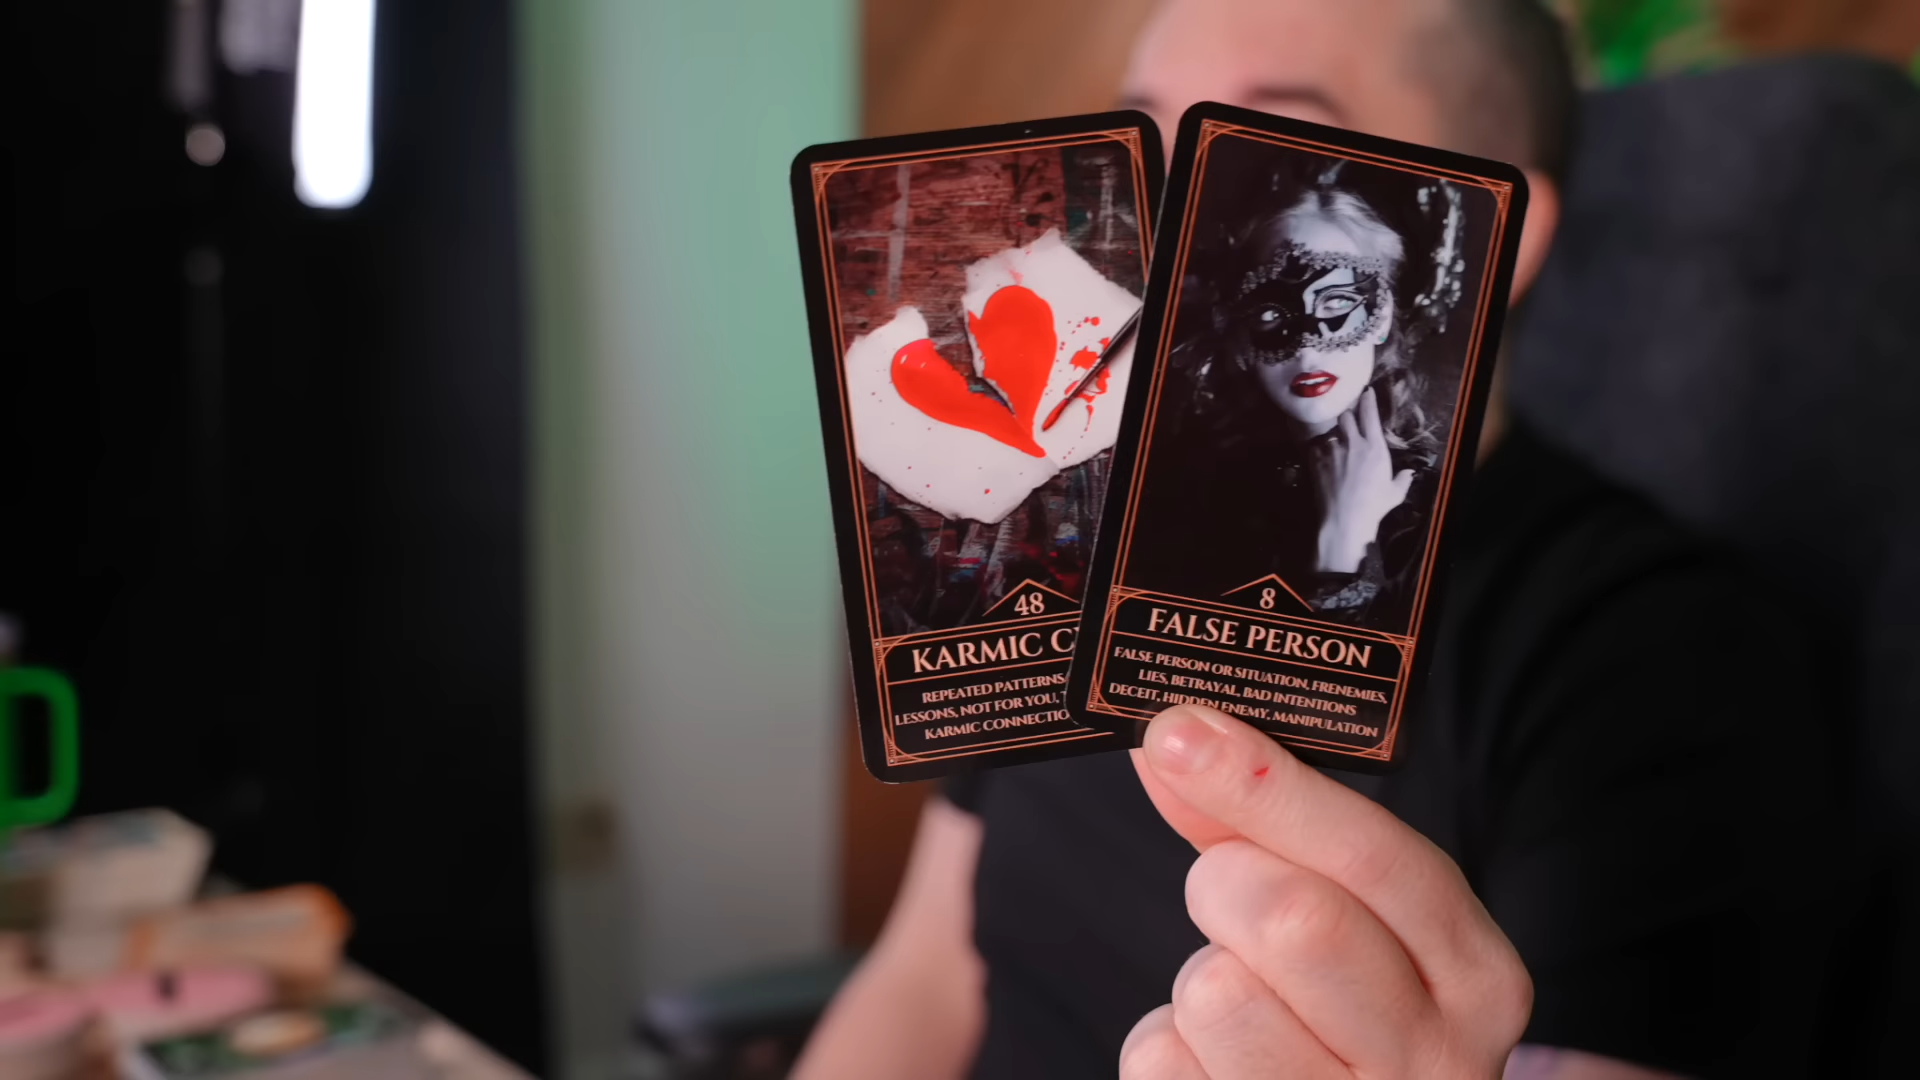 48
KARMIC C
REPEATED PATTERNS,
LESSONS, NOT FOR YOU,
KARMIC CONNECTIO
8
FALSE PERSON
FALSE PERSON OR SITUATION, FRENEMIES,
LIES, BETRAYAL, BAD INTENTIONS
DECEIT, HIDDEN ENEMY, MANIPULATION